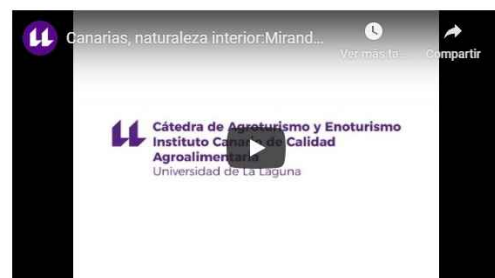 Canarias, naturaleza interior:Mirand...
Ver más ta...
Compartir
Cátedra de Agroturismo y Enoturismo
Instituto Canario de Calidad
Agroalimentaria
Universidad de La Laguna